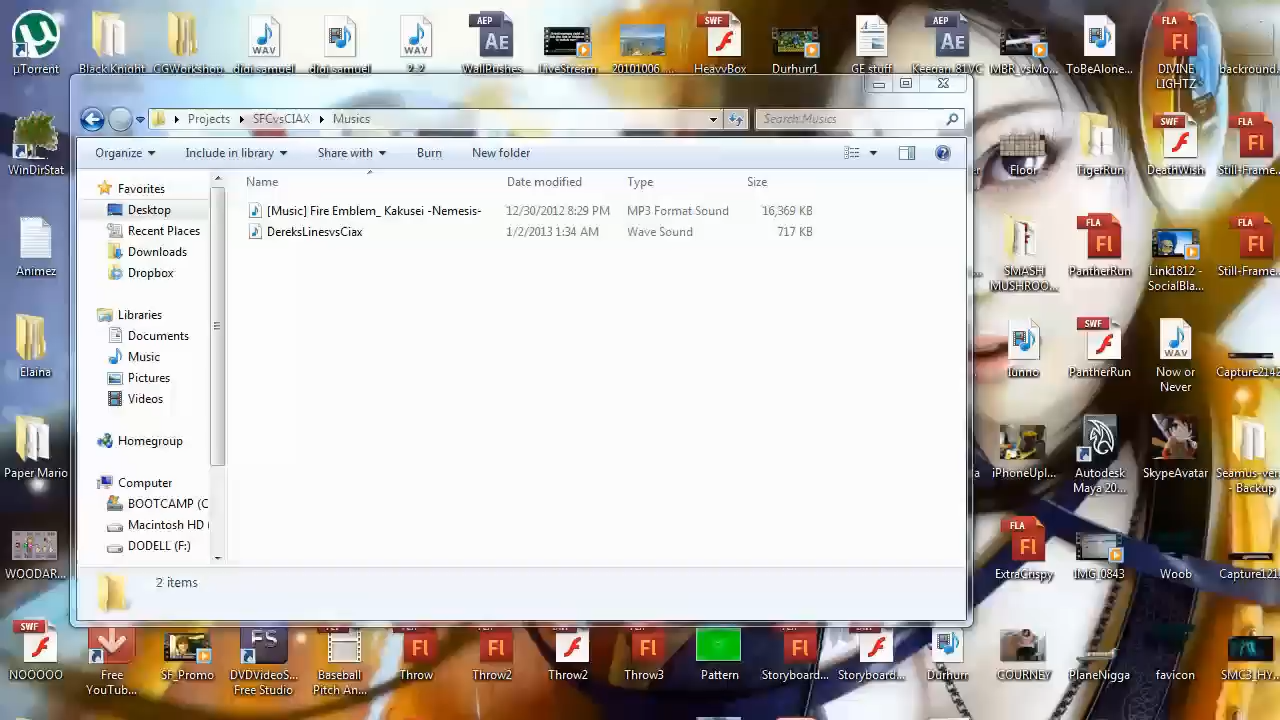 µTorrent
Black Knight
CGWorkshop
digi samuel
digi samuel
2-2
WallPushes
LiveStream
20101006_...
HeavyBox
Durhurr1
GE stuff
Keegan 81VC
MBR_vsMo...
ToBeAlone...
DIVINE LIGHTZ
backround...
Projects
SFCvsCIAX
Musics
Search Musics
Organize
Include in library
Share with
Burn
New folder
Name
Date modified
Type
Size
Favorites
Desktop
Recent Places
Downloads
Dropbox
Libraries
Documents
Music
Pictures
Videos
Homegroup
Computer
BOOTCAMP (C
Macintosh HD (
DODELL (F:)
[Music] Fire Emblem_ Kakusei -Nemesis-
12/30/2012 8:29 PM
MP3 Format Sound
16,369 KB
DereksLinesvsCiax
1/2/2013 1:34 AM
Wave Sound
717 KB
2 items
WinDirStat
Animez
Elaina
Paper Mario
WOODAR...
Floor
TigerRun
DeathWish
Still-Frame...
SMASH MUSHROO...
PantherRun
Link1812 - SocialBla...
Still-Frame...
Iunno
PantherRun
Now or Never
Capture2142
iPhoneUpl...
Autodesk Maya 20...
SkypeAvatar
Seamus-ver - Backup
ExtraCrispy
IMG_0843
Woob
Capture121
NOOOOO
Free YouTub...
SF_Promo
DVDVideoS... Free Studio
Baseball Pitch An...
Throw
Throw2
Throw2
Throw3
Pattern
Storyboard...
Storyboard...
Durhurr
COURNEY
PlaneNigga
favicon
SMC3_HY...